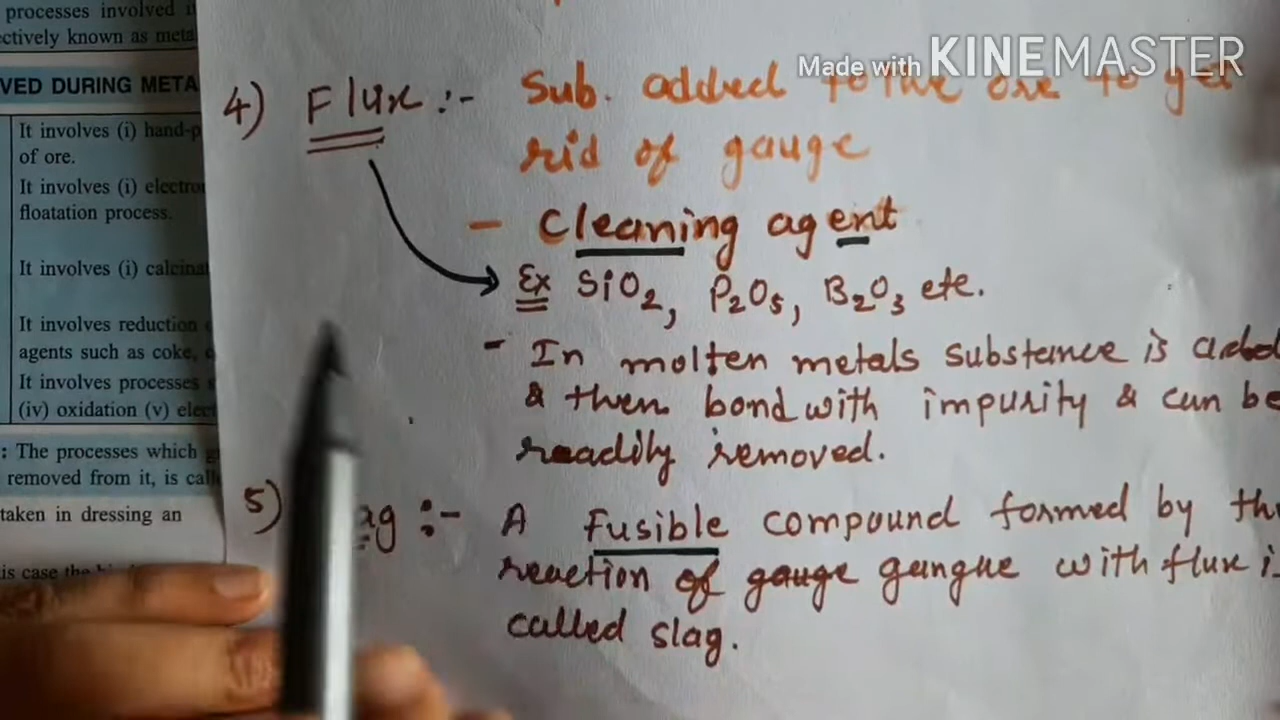 processes involved
ctively known as meta
VED DURING META
It involves (i) hand-p
of ore.
It involves (i) electro
floatation process.
It involves (i) calcinat
It involves reduction
agents such as coke,
It involves processes
(iv) oxidation (v) elec
: The processes which
removed from it, is call
taken in dressing an
is case the
Made with KINEMASTER
4) Flux :- Sub. added to the ore to get
rid of gauge
- Cleaning agent
Ex SiO2, P2O5, B2O3 etc.
- In molten metals substance is added
& then bond with impurity & can be
readily removed.
5) ag :- A Fusible compound formed by the
reaction of gauge gangue with flux is
called slag.